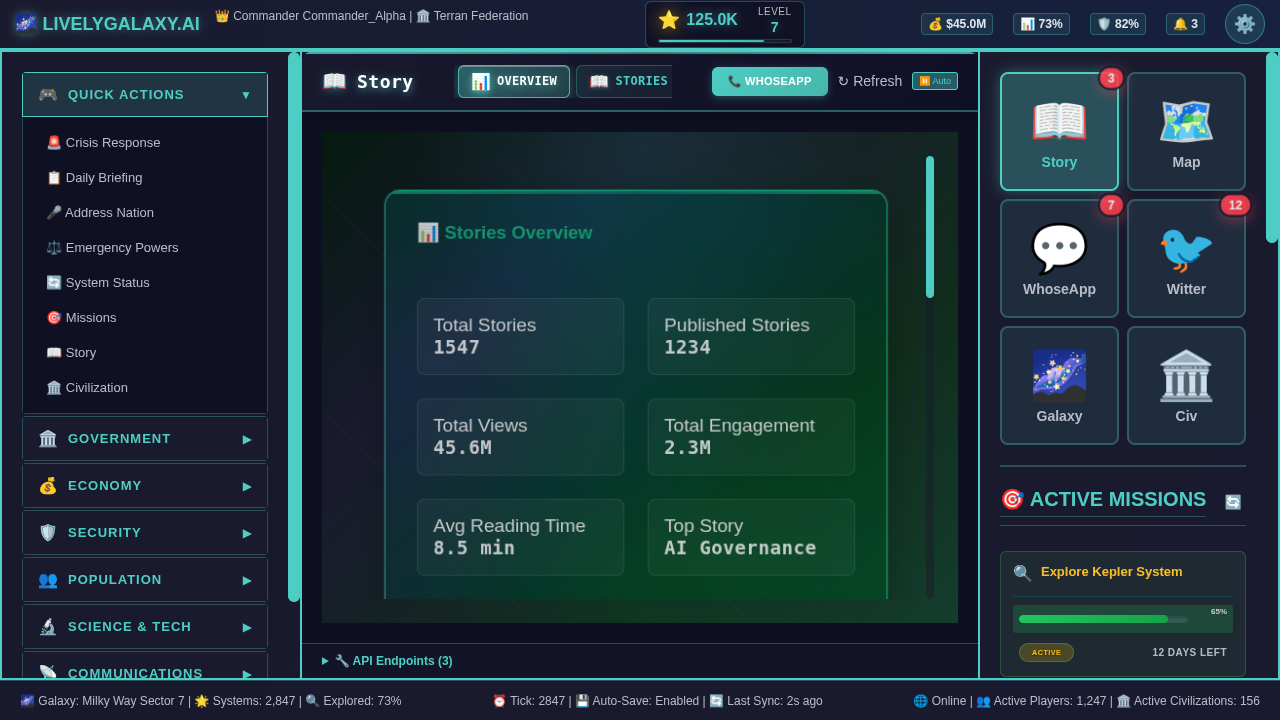 LIVELYGALAXY.AI
Commander Commander_Alpha | Terran Federation
125.0K
LEVEL
7
$45.0M
73%
82%
3
QUICK ACTIONS ▼
Crisis Response
Daily Briefing
Address Nation
Emergency Powers
System Status
Missions
Story
Civilization
GOVERNMENT ▶
ECONOMY ▶
SECURITY ▶
POPULATION ▶
SCIENCE & TECH ▶
COMMUNICATIONS ▶
Story
OVERVIEW
STORIES
WHOSEAPP
↻ Refresh
Auto
Stories Overview
Total Stories
1547
Published Stories
1234
Total Views
45.6M
Total Engagement
2.3M
Avg Reading Time
8.5 min
Top Story
AI Governance
▶ API Endpoints (3)
3
Story
Map
7
WhoseApp
12
Witter
Galaxy
Civ
ACTIVE MISSIONS
Explore Kepler System
65%
ACTIVE
12 DAYS LEFT
Galaxy: Milky Way Sector 7 | Systems: 2,847 | Explored: 73%
Tick: 2847 | Auto-Save: Enabled | Last Sync: 2s ago
Online | Active Players: 1,247 | Active Civilizations: 156